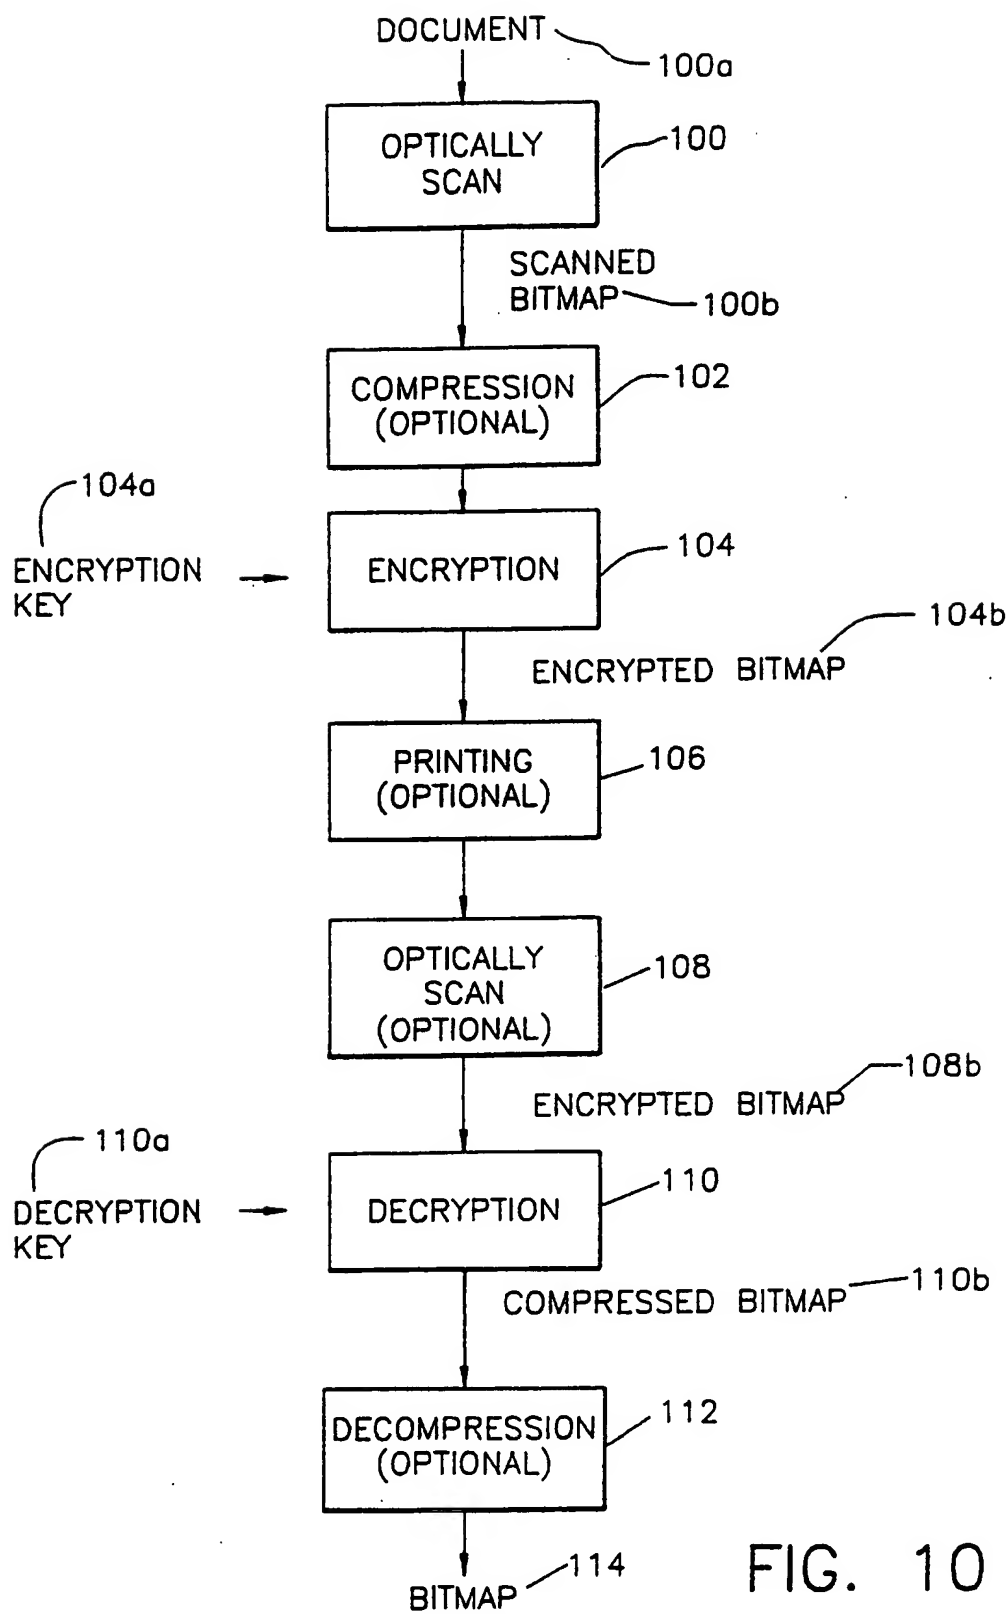 DOCUMENT
100a
OPTICALLY
SCAN
100
SCANNED
BITMAP
100b
COMPRESSION
(OPTIONAL)
102
104a
ENCRYPTION
KEY
ENCRYPTION
104
104b
ENCRYPTED BITMAP
PRINTING
(OPTIONAL)
106
OPTICALLY
SCAN
(OPTIONAL)
108
108b
ENCRYPTED BITMAP
110a
DECRYPTION
KEY
DECRYPTION
110
110b
COMPRESSED BITMAP
DECOMPRESSION
(OPTIONAL)
112
BITMAP
114
FIG. 10